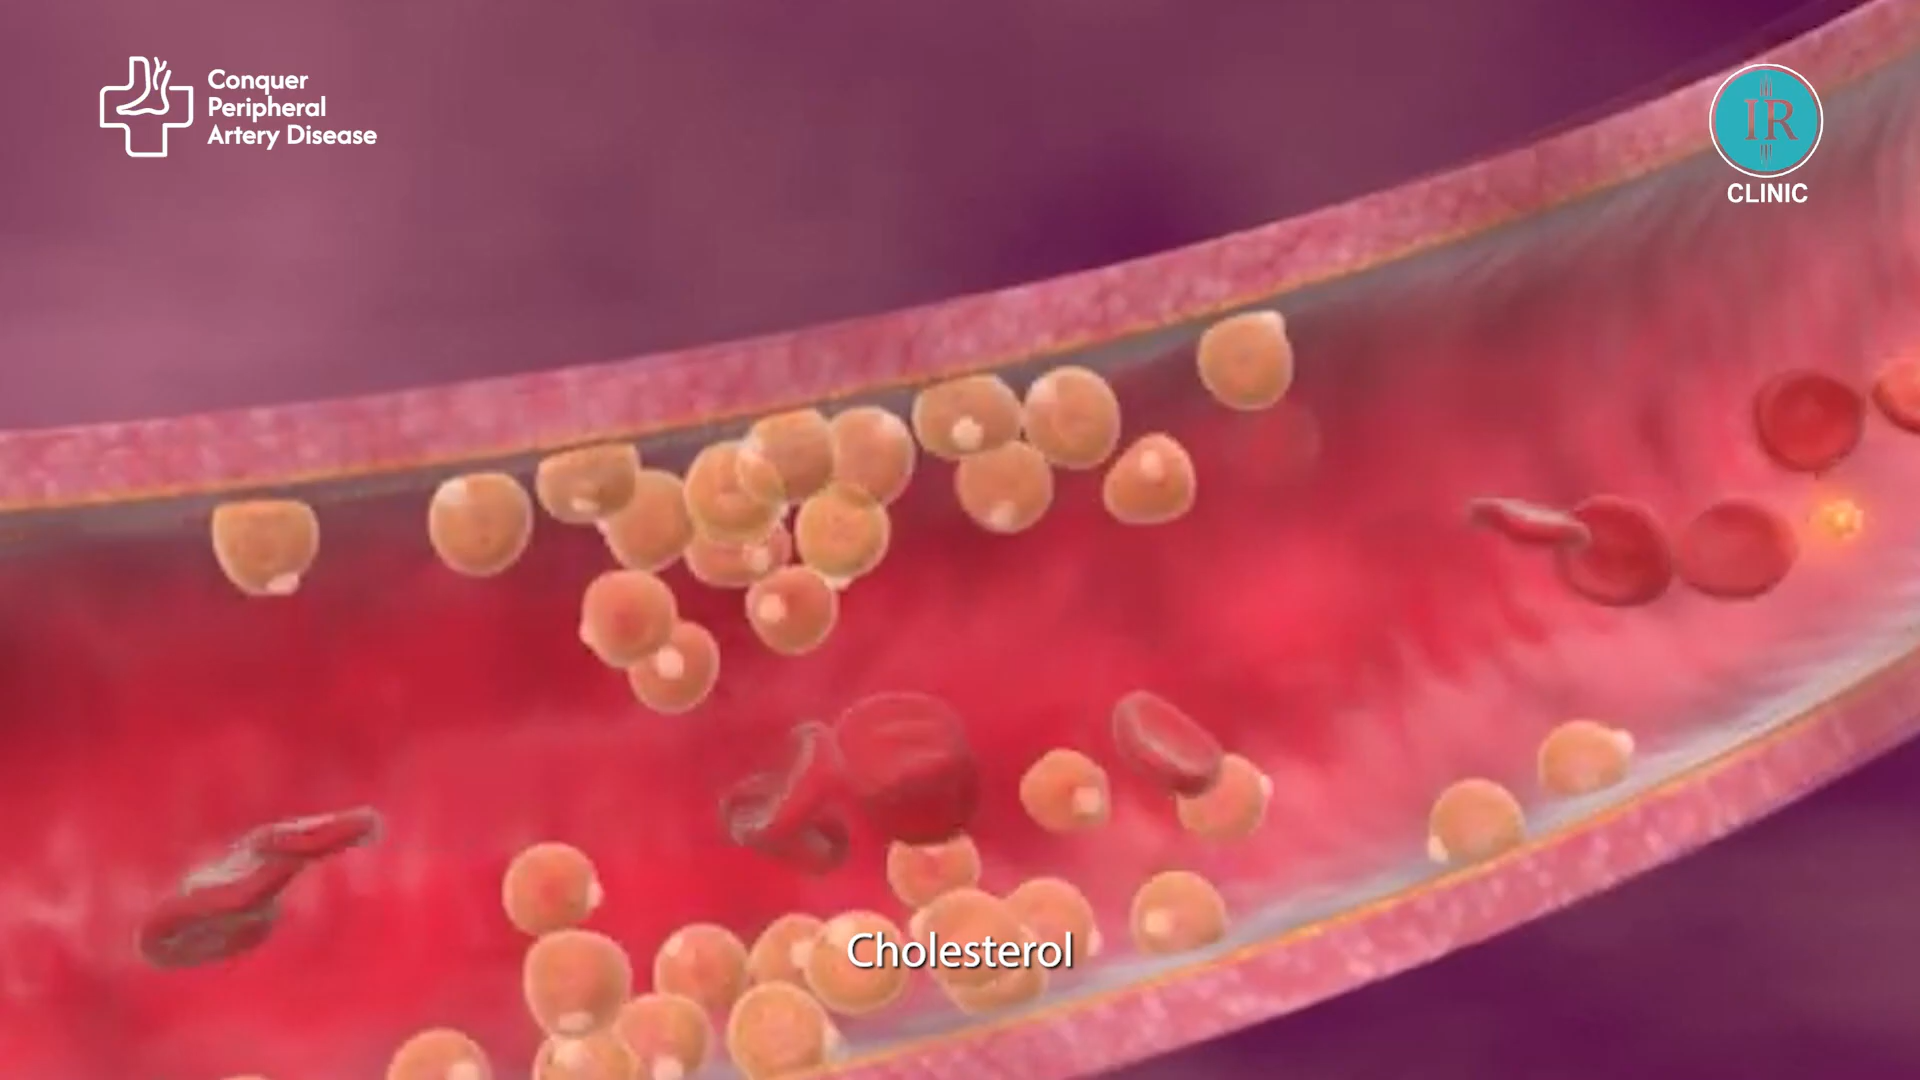 Conquer
Peripheral
Artery Disease
IR
CLINIC
Cholesterol